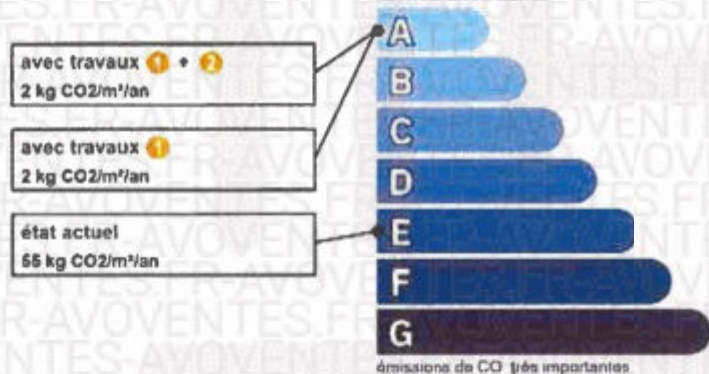 avec travaux 1 + 2
2 kg CO2/m²/an
avec travaux 1
2 kg CO2/m²/an
état actuel
55 kg CO2/m²/an
A
B
C
D
E
F
G
émissions de CO très importantes